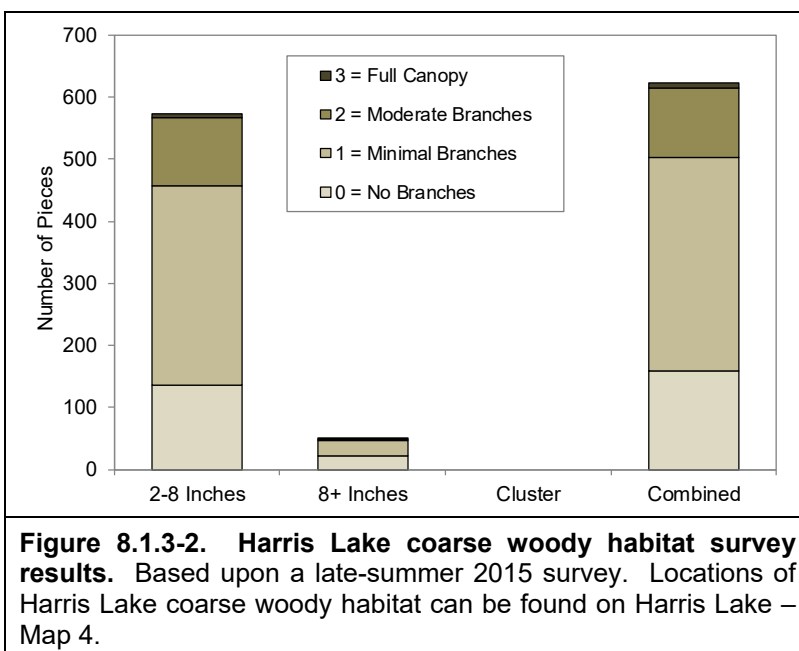 700
600
500
400
300
200
100
0
Number of Pieces
3 = Full Canopy
2 = Moderate Branches
1 = Minimal Branches
0 = No Branches
2-8 Inches 8+ Inches Cluster Combined
Figure 8.1.3-2. Harris Lake coarse woody habitat survey
results. Based upon a late-summer 2015 survey. Locations of
Harris Lake coarse woody habitat can be found on Harris Lake –
Map 4.